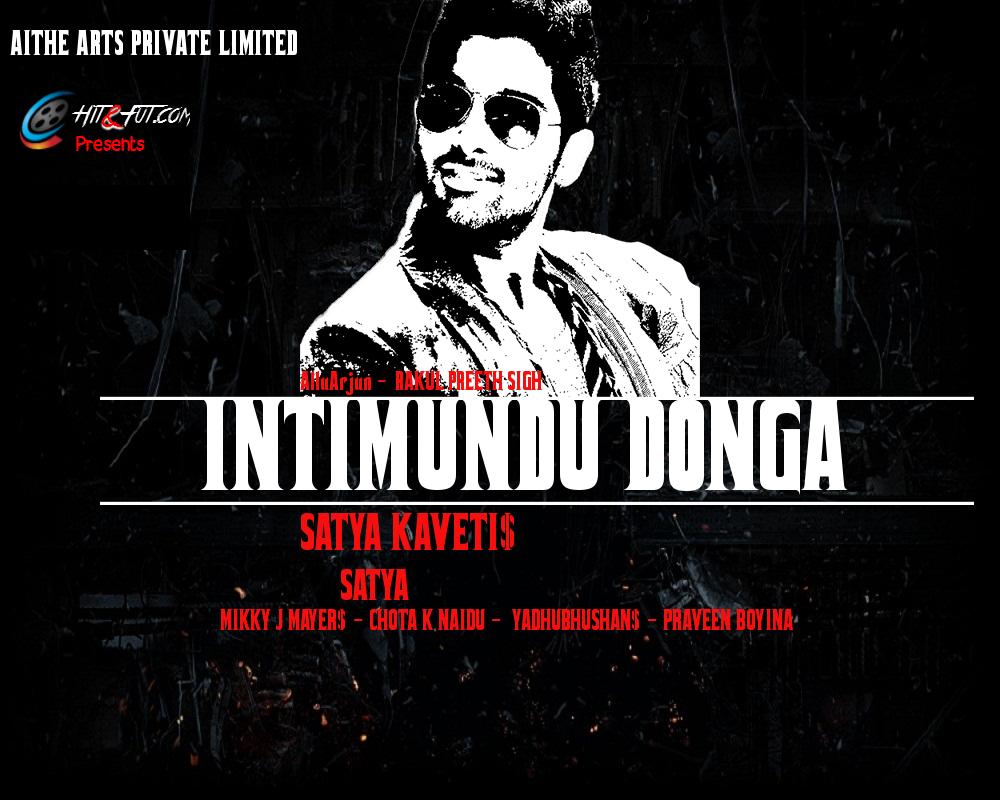 AITHE ARTS PRIVATE LIMITED
HIT&FUT.COM
Presents
AlluArjun - RAKUL PREETH SIGH
INTIMUNDU DONGA
SATYA KAVETI$
SATYA
MIKKY J MAYER$ - CHOTA K.NAIDU - YADHUBHUSHAN$ - PRAVEEN BOYINA